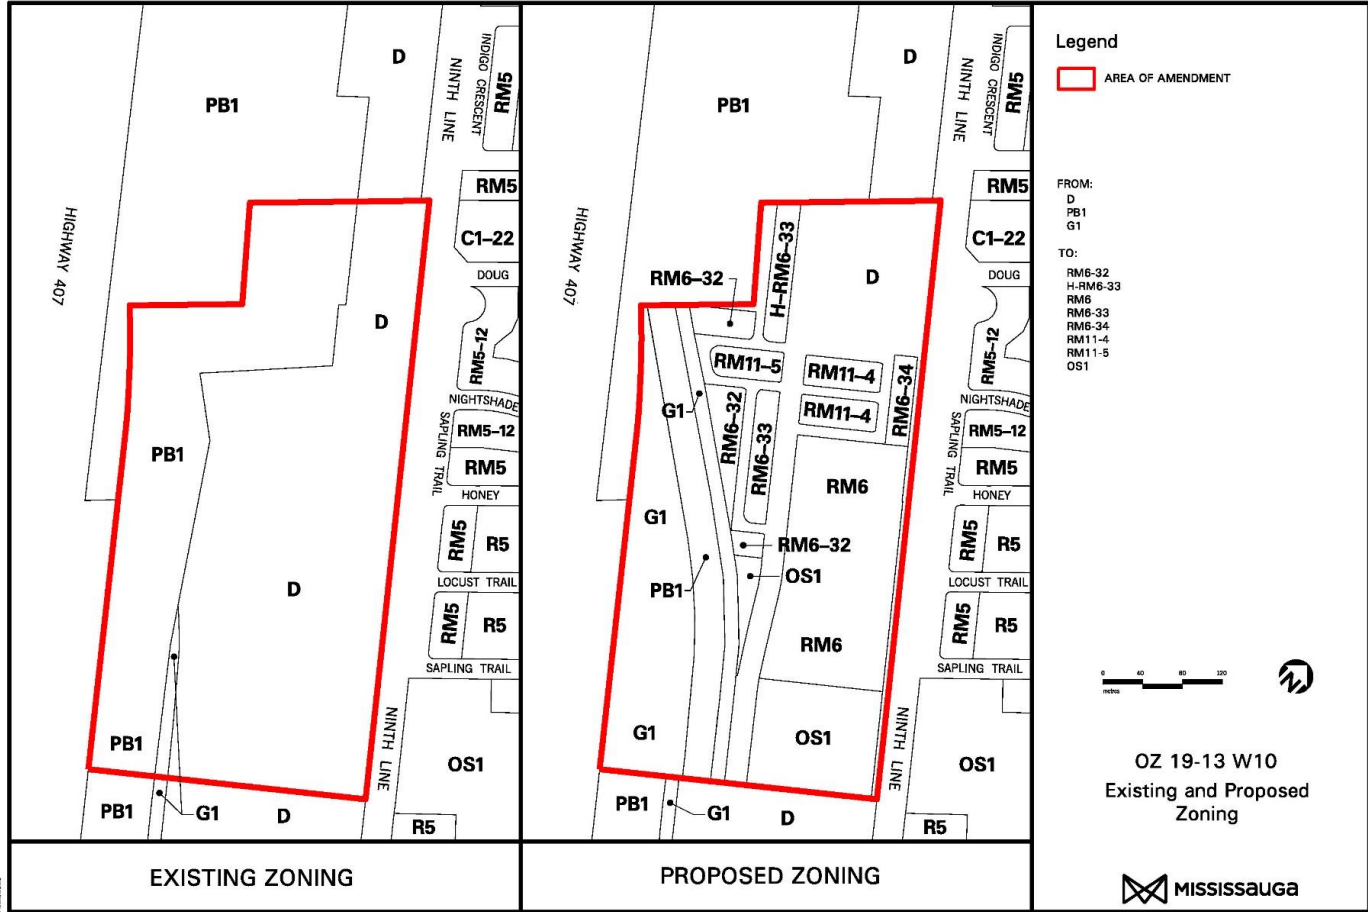 D
PB1
NINTH LINE
INDIGO CRESCENT
RM5
RM5
HIGHWAY 407
C1-22
DOUG
D
RM5-12
NIGHTSHADE
SAPLING TRAIL
RM5-12
PB1
RM5
HONEY
RM5
R5
LOCUST TRAIL
D
RM5
R5
SAPLING TRAIL
PB1
NINTH LINE
OS1
PB1
G1
D
R5
EXISTING ZONING
D
PB1
NINTH LINE
INDIGO CRESCENT
RM5
RM5
HIGHWAY 407
C1-22
DOUG
RM6-32
H-RM6-33
D
RM5-12
RM11-5
RM11-4
RM6-34
G1
RM6-32
RM11-4
NIGHTSHADE
SAPLING TRAIL
RM5-12
RM6-33
RM5
RM6
HONEY
G1
RM5
R5
RM6-32
OS1
LOCUST TRAIL
PB1
RM5
R5
RM6
SAPLING TRAIL
G1
OS1
NINTH LINE
OS1
PB1
G1
D
R5
PROPOSED ZONING
Legend
AREA OF AMENDMENT
FROM:
D
PB1
G1
TO:
RM6-32
H-RM6-33
RM6
RM6-33
RM6-34
RM11-4
RM11-5
OS1
0 40 80 120
metres
OZ 19-13 W10
Existing and Proposed
Zoning
MISSISSAUGA